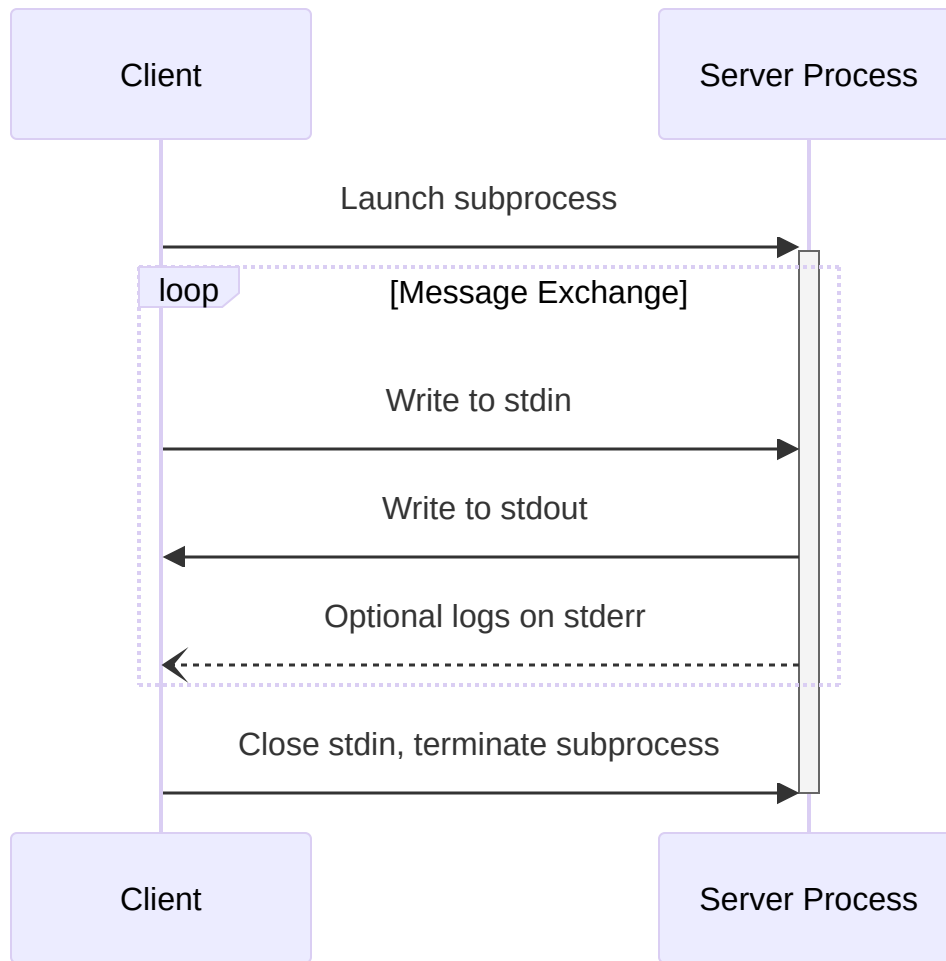 Client
Server Process
Launch subprocess
loop
[Message Exchange]
Write to stdin
Write to stdout
Optional logs on stderr
Close stdin, terminate subprocess
Client
Server Process